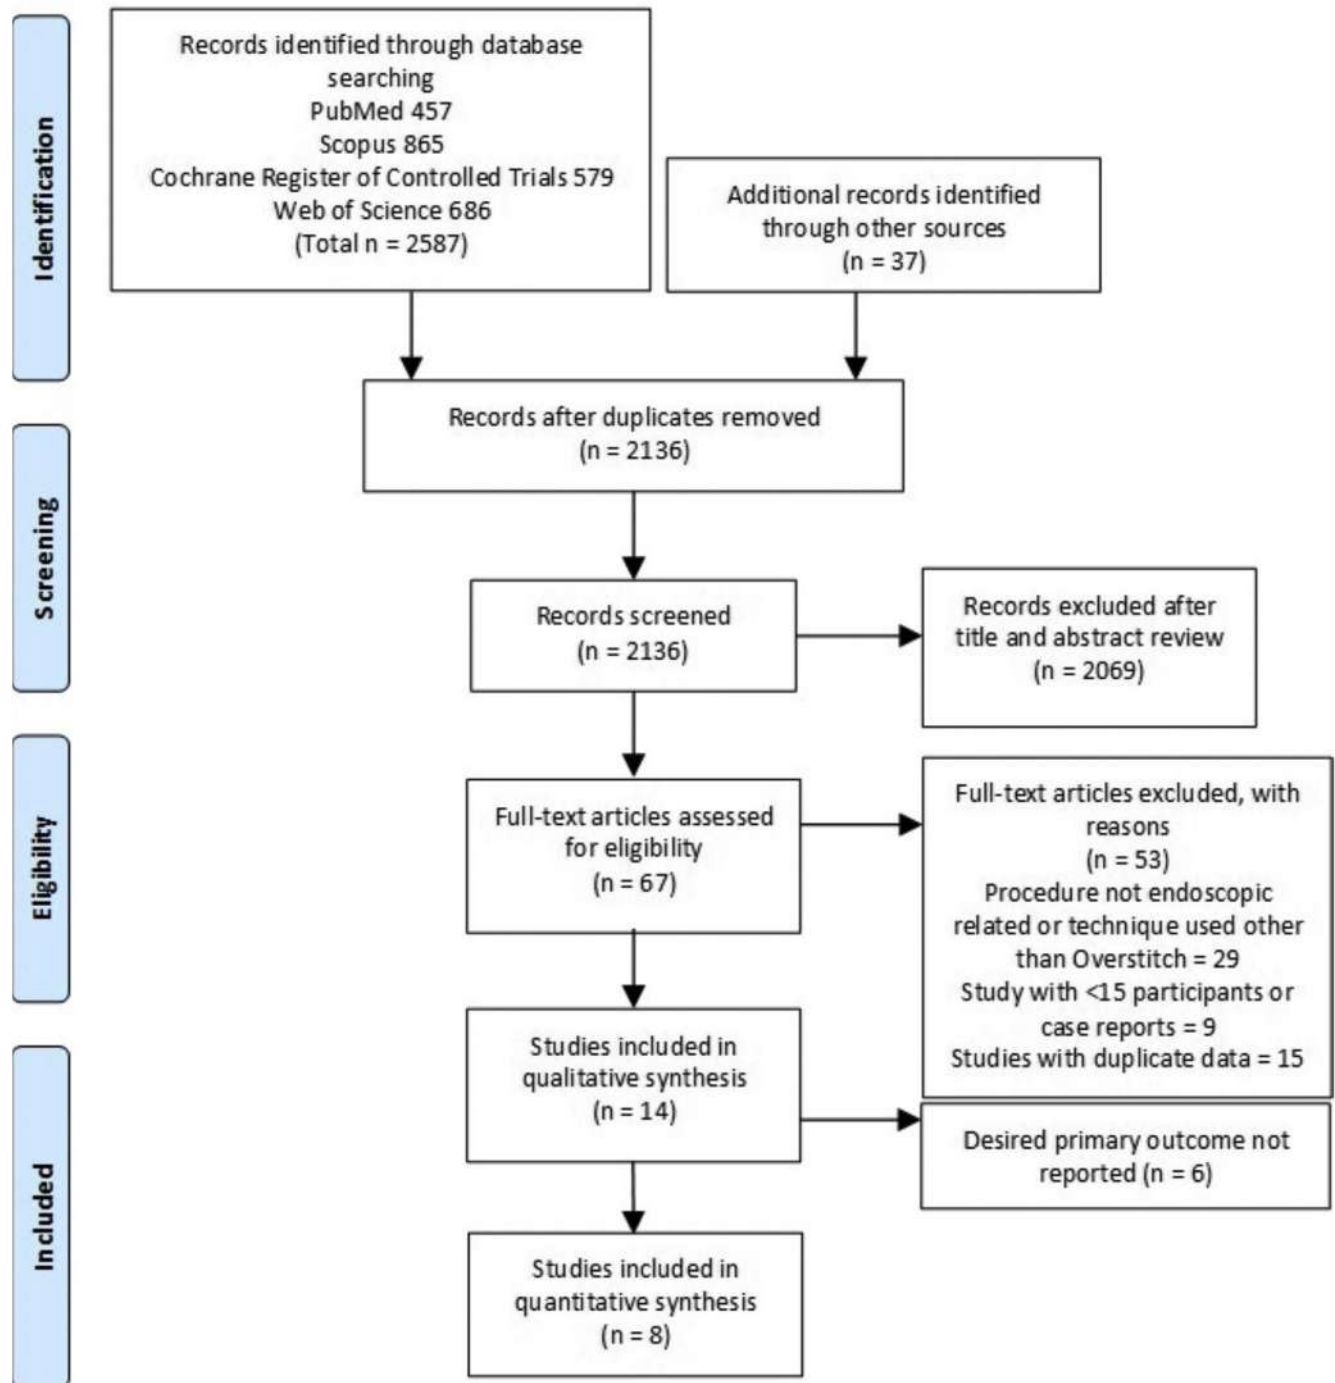 Identification
Records identified through database
searching
PubMed 457
Scopus 865
Cochrane Register of Controlled Trials 579
Web of Science 686
(Total n = 2587)
Additional records identified
through other sources
(n = 37)
Records after duplicates removed
(n = 2136)
Screening
Records screened
(n = 2136)
Records excluded after
title and abstract review
(n = 2069)
Eligibility
Full-text articles assessed
for eligibility
(n = 67)
Full-text articles excluded, with
reasons
(n = 53)
Procedure not endoscopic
related or technique used other
than Overstitch = 29
Study with <15 participants or
case reports = 9
Studies with duplicate data = 15
Included
Studies included in
qualitative synthesis
(n = 14)
Desired primary outcome not
reported (n = 6)
Studies included in
quantitative synthesis
(n = 8)